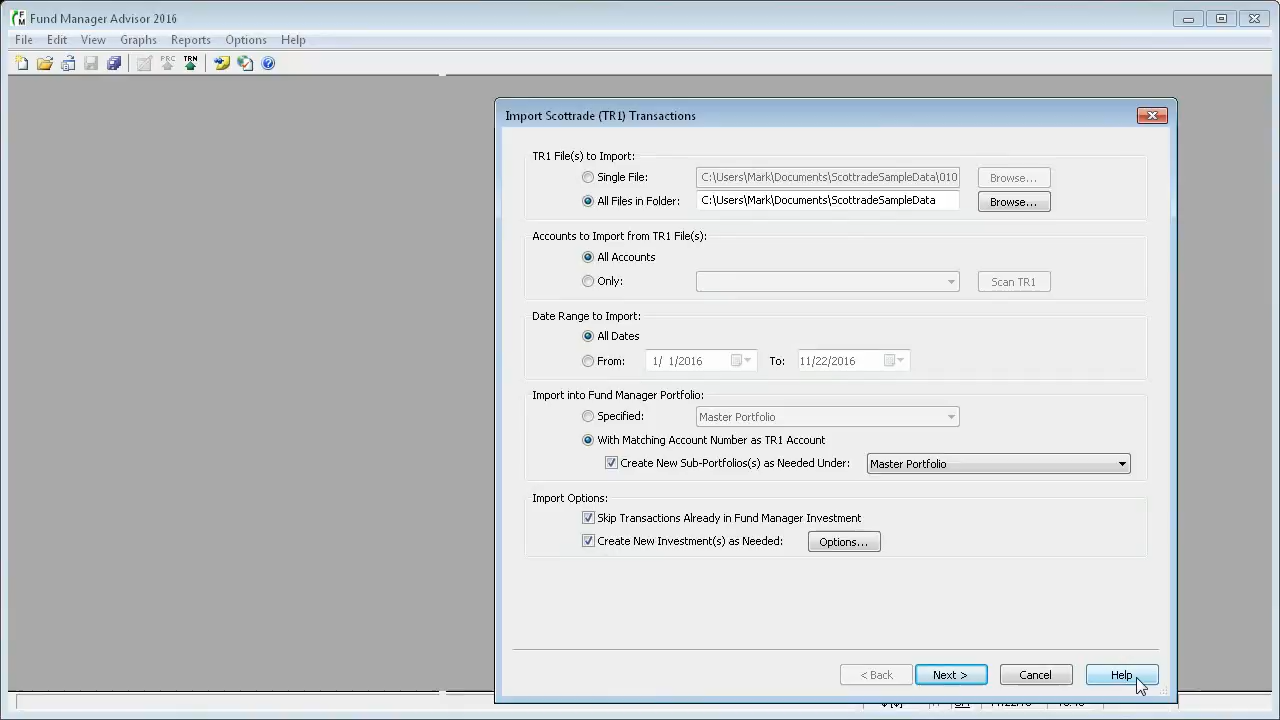 Fund Manager Advisor 2016
File Edit View Graphs Reports Options Help
PRC TRN
Import Scottrade (TR1) Transactions
TR1 File(s) to Import:
Single File: C:\Users\Mark\Documents\ScottradeSampleData\010 Browse...
All Files in Folder: C:\Users\Mark\Documents\ScottradeSampleData Browse...
Accounts to Import from TR1 File(s):
All Accounts
Only: Scan TR1
Date Range to Import:
All Dates
From: 1/ 1/2016 To: 11/22/2016
Import into Fund Manager Portfolio:
Specified: Master Portfolio
With Matching Account Number as TR1 Account
Create New Sub-Portfolios(s) as Needed Under: Master Portfolio
Import Options:
Skip Transactions Already in Fund Manager Investment
Create New Investment(s) as Needed: Options...
< Back Next > Cancel Help